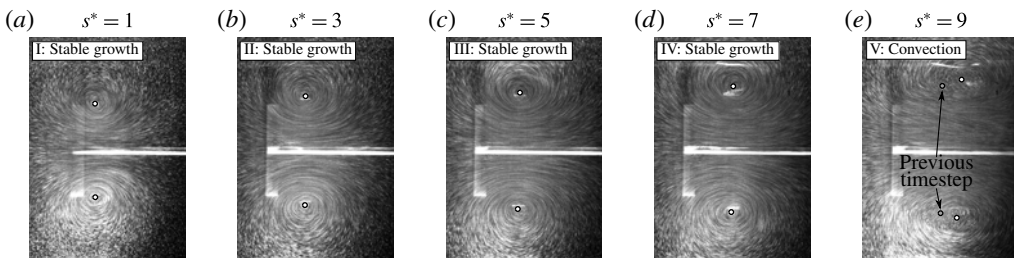 (a) s* = 1
(b) s* = 3
(c) s* = 5
(d) s* = 7
(e) s* = 9
I: Stable growth
II: Stable growth
III: Stable growth
IV: Stable growth
V: Convection
Previous
timestep